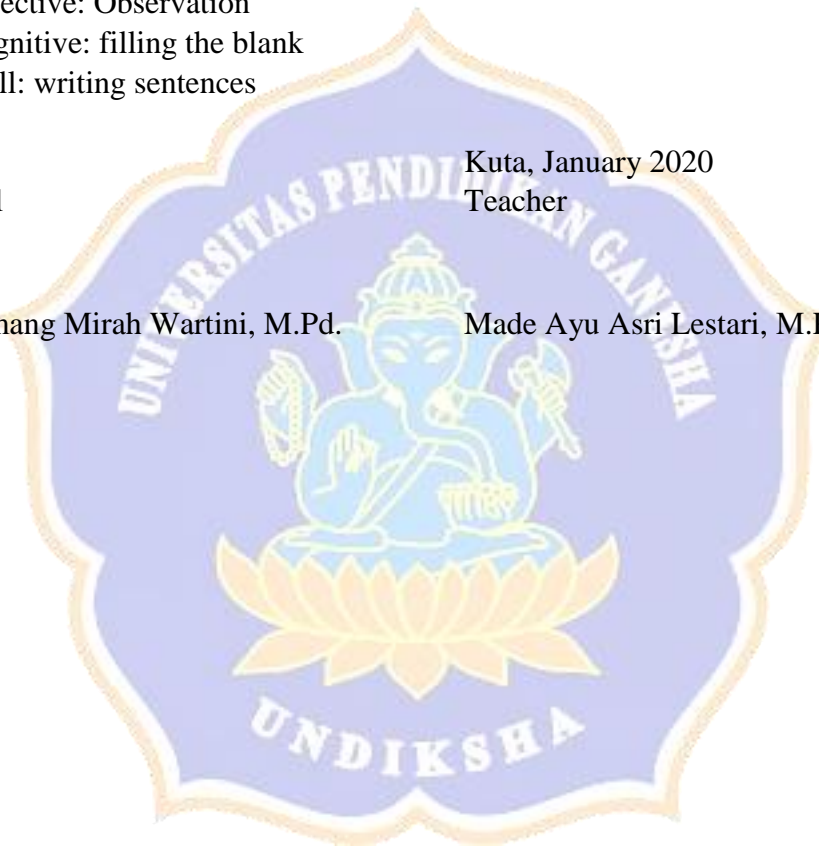 ective: Observation
gnitive: filling the blank
ll: writing sentences
Kuta, January 2020
l Teacher
nang Mirah Wartini, M.Pd. Made Ayu Asri Lestari, M.P
UNIVERSITAS PENDIDIKAN GANESHA
UNDIKSHA